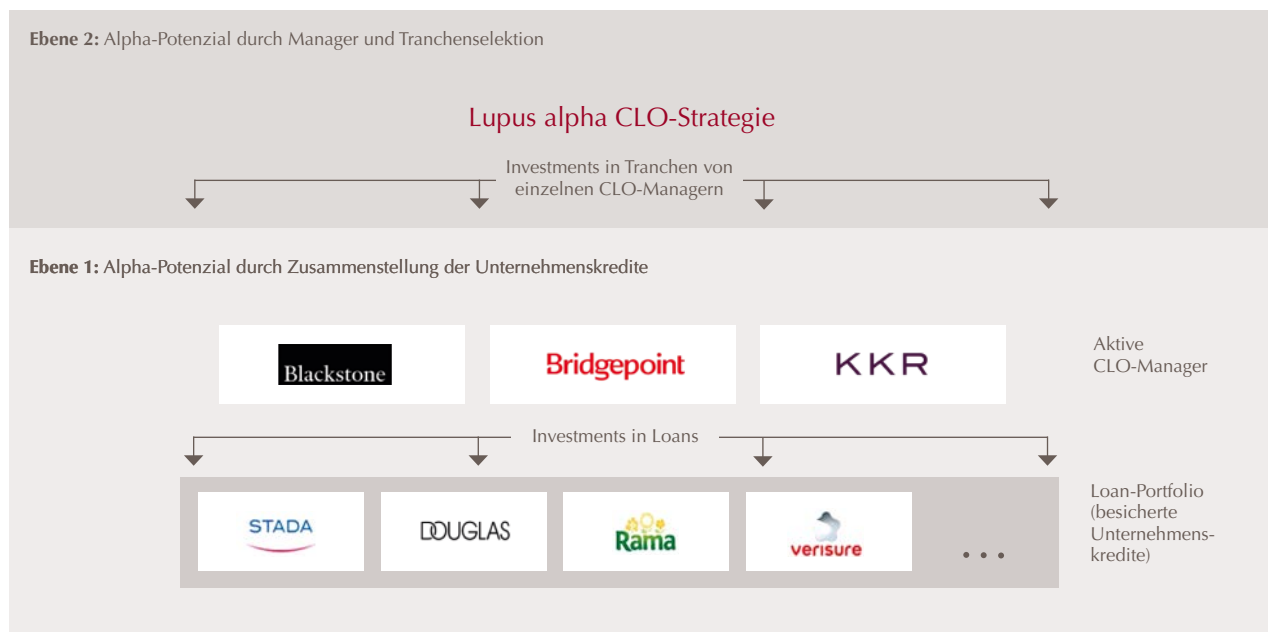 Ebene 2: Alpha-Potenzial durch Manager und Tranchenselektion
Lupus alpha CLO-Strategie
Investments in Tranchen von
einzelnen CLO-Managern
Ebene 1: Alpha-Potenzial durch Zusammenstellung der Unternehmenskredite
Blackstone
Bridgepoint
KKR
Aktive
CLO-Manager
Investments in Loans
STADA
DOUGLAS
Rama
verisure
...
Loan-Portfolio
(besicherte
Unternehmens-
kredite)